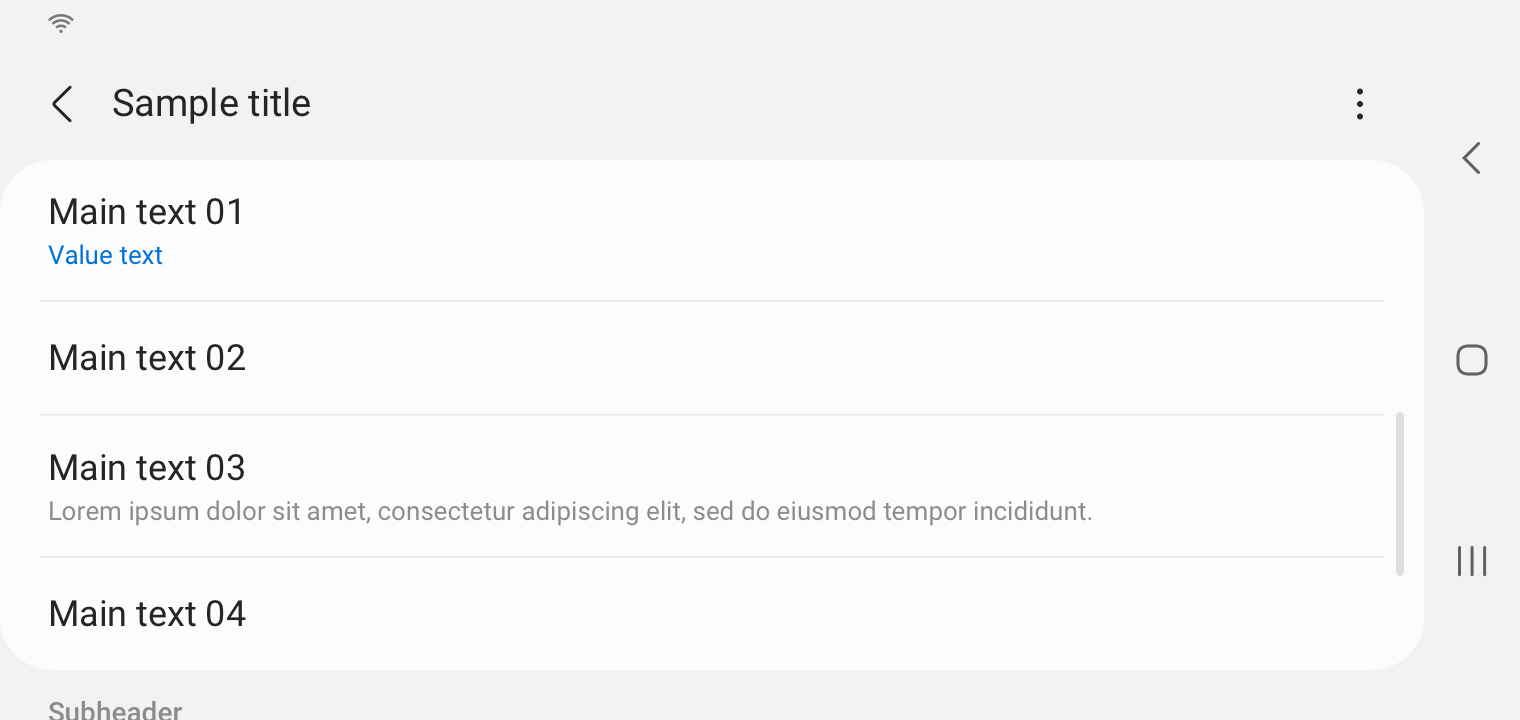 Sample title
Main text 01
Value text
Main text 02
Main text 03
Lorem ipsum dolor sit amet, consectetur adipiscing elit, sed do eiusmod tempor incididunt.
Main text 04
Subheader